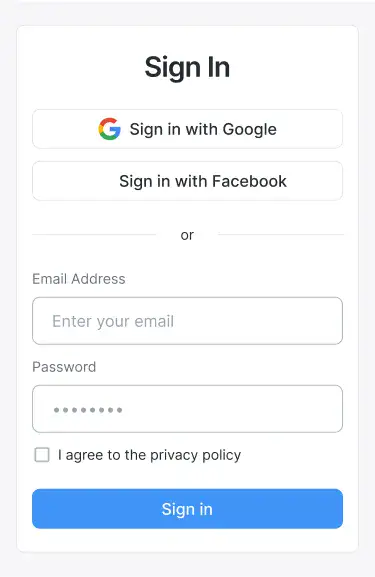 Sign In
Sign in with Google
Sign in with Facebook
or
Email Address
Enter your email
Password
••••••••
I agree to the privacy policy
Sign in